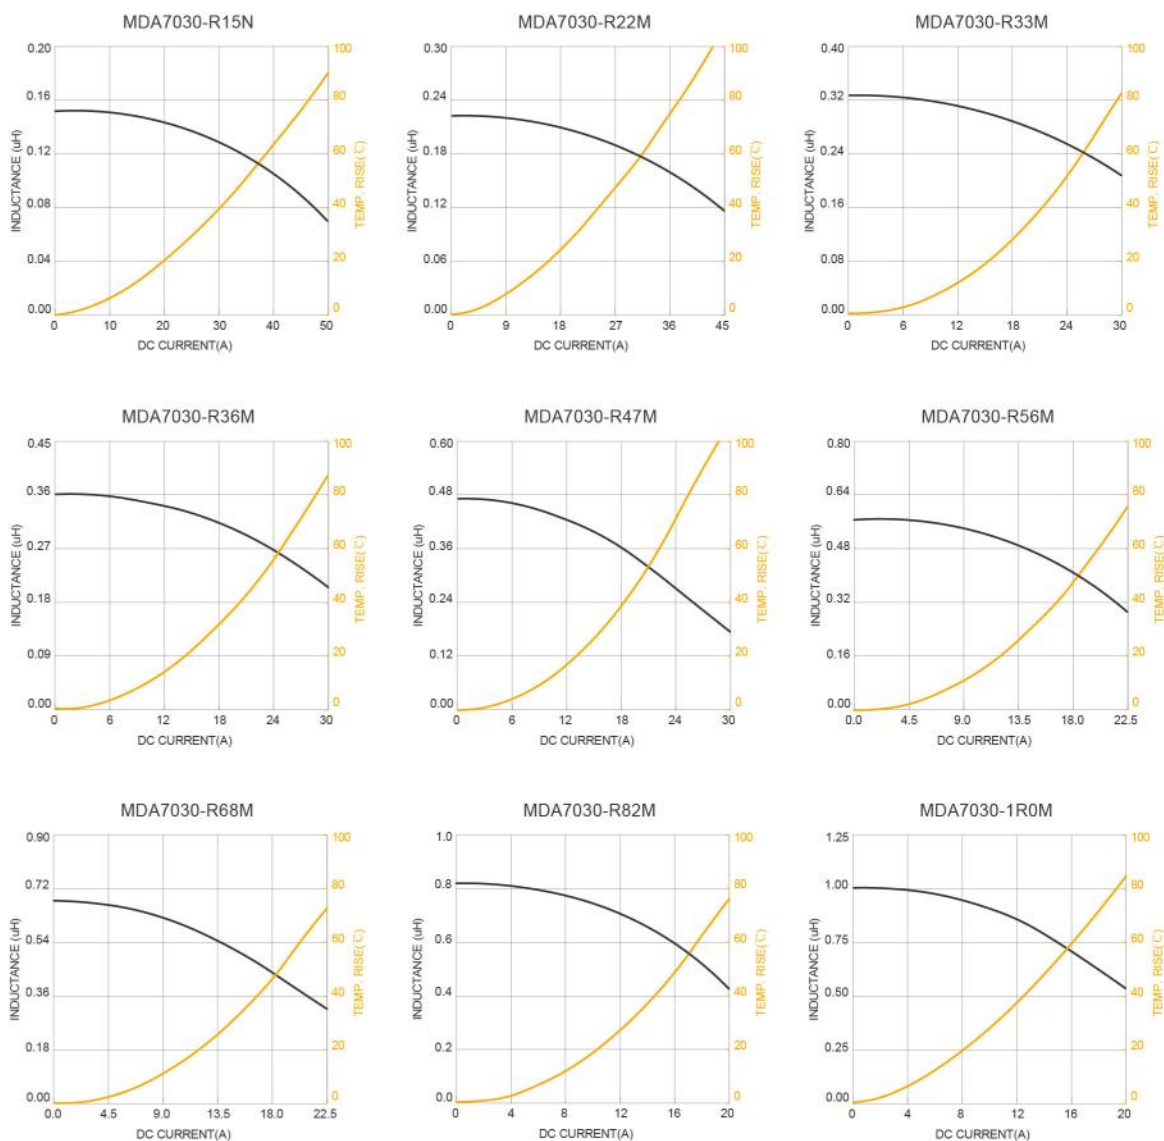 MDA7030-R15N
0.20
0.16
0.12
0.08
0.04
0.00
INDUCTANCE (uH)
100
80
60
40
20
0
TEMP. RISE(℃)
0 10 20 30 40 50
DC CURRENT(A)
MDA7030-R22M
0.30
0.24
0.18
0.12
0.06
0.00
INDUCTANCE (uH)
100
80
60
40
20
0
TEMP. RISE(℃)
0 9 18 27 36 45
DC CURRENT(A)
MDA7030-R33M
0.40
0.32
0.24
0.16
0.08
0.00
INDUCTANCE (uH)
100
80
60
40
20
0
TEMP. RISE(℃)
0 6 12 18 24 30
DC CURRENT(A)
MDA7030-R36M
0.45
0.36
0.27
0.18
0.09
0.00
INDUCTANCE (uH)
100
80
60
40
20
0
TEMP. RISE(℃)
0 6 12 18 24 30
DC CURRENT(A)
MDA7030-R47M
0.60
0.48
0.36
0.24
0.12
0.00
INDUCTANCE (uH)
100
80
60
40
20
0
TEMP. RISE(℃)
0 6 12 18 24 30
DC CURRENT(A)
MDA7030-R56M
0.80
0.64
0.48
0.32
0.16
0.00
INDUCTANCE (uH)
100
80
60
40
20
0
TEMP. RISE(℃)
0.0 4.5 9.0 13.5 18.0 22.5
DC CURRENT(A)
MDA7030-R68M
0.90
0.72
0.54
0.36
0.18
0.00
INDUCTANCE (uH)
100
80
60
40
20
0
TEMP. RISE(℃)
0.0 4.5 9.0 13.5 18.0 22.5
DC CURRENT(A)
MDA7030-R82M
1.0
0.8
0.6
0.4
0.2
0.0
INDUCTANCE (uH)
100
80
60
40
20
0
TEMP. RISE(℃)
0 4 8 12 16 20
DC CURRENT(A)
MDA7030-1R0M
1.25
1.00
0.75
0.50
0.25
0.00
INDUCTANCE (uH)
100
80
60
40
20
0
TEMP. RISE(℃)
0 4 8 12 16 20
DC CURRENT(A)